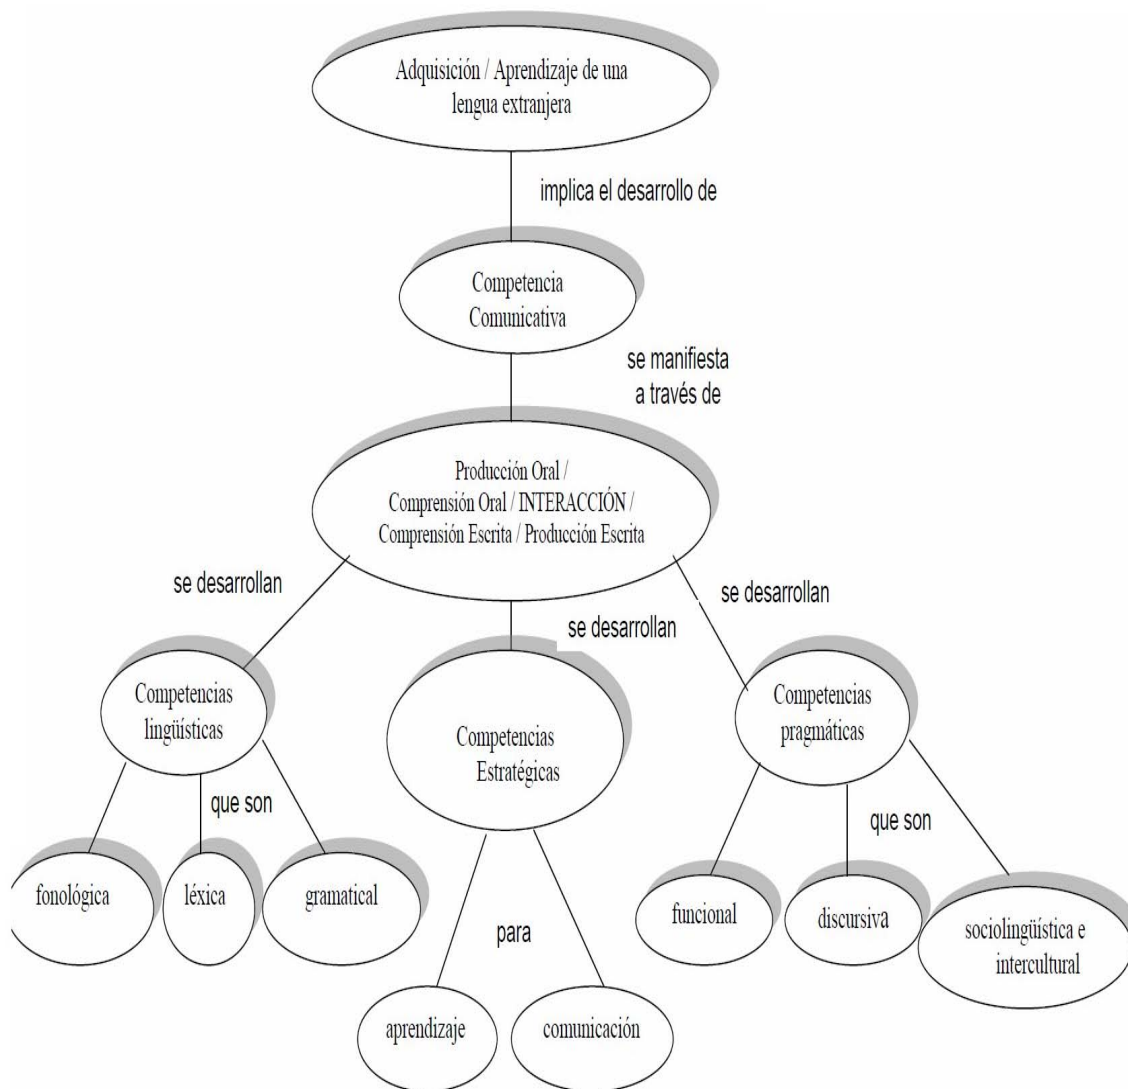 Adquisición / Aprendizaje de una
lengua extranjera
implica el desarrollo de
Competencia
Comunicativa
se manifiesta
a través de
Producción Oral /
Comprensión Oral / INTERACCIÓN /
Comprensión Escrita / Producción Escrita
se desarrollan
se desarrollan
se desarrollan
Competencias
lingüísticas
Competencias
Estratégicas
Competencias
pragmáticas
que son
que son
fonológica
léxica
gramatical
funcional
discursiva
sociolingüística e
intercultural
para
aprendizaje
comunicación